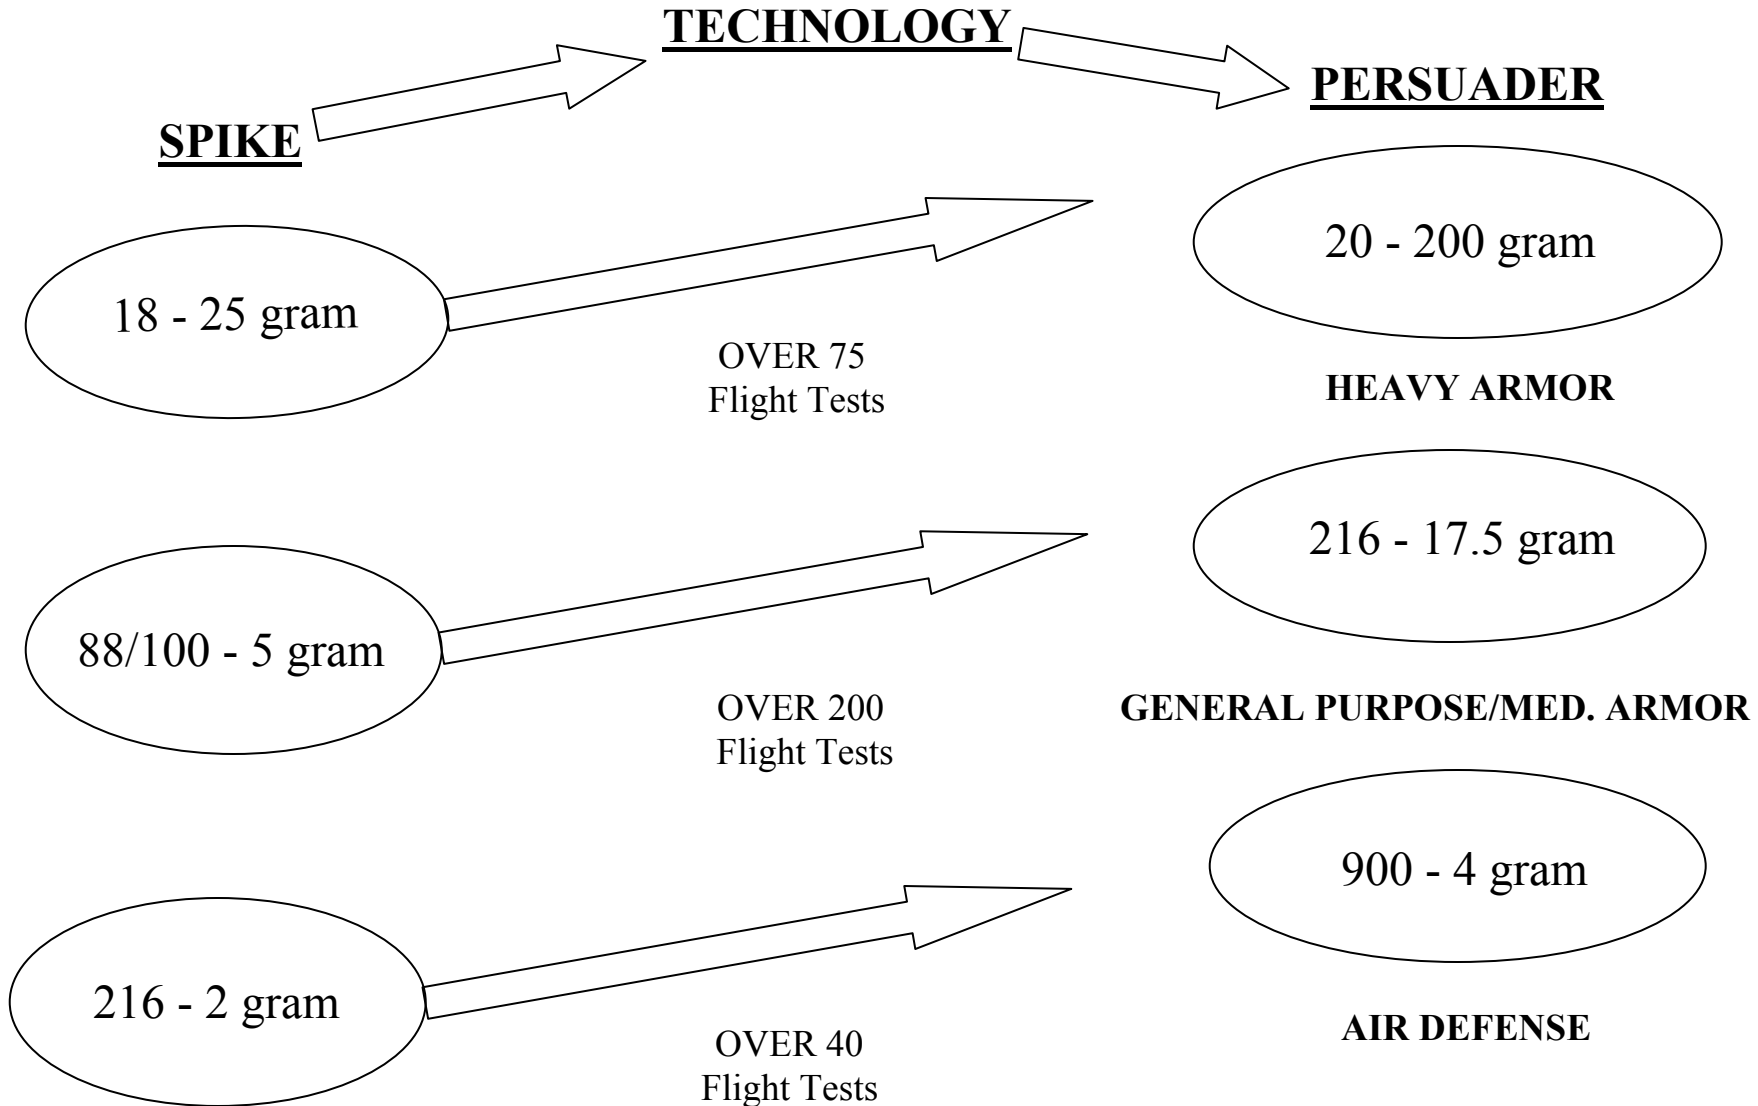 TECHNOLOGY
PERSUADER
SPIKE
20 - 200 gram
18 - 25 gram
OVER 75
Flight Tests
HEAVY ARMOR
216 - 17.5 gram
88/100 - 5 gram
OVER 200
Flight Tests
GENERAL PURPOSE/MED. ARMOR
900 - 4 gram
216 - 2 gram
AIR DEFENSE
OVER 40
Flight Tests